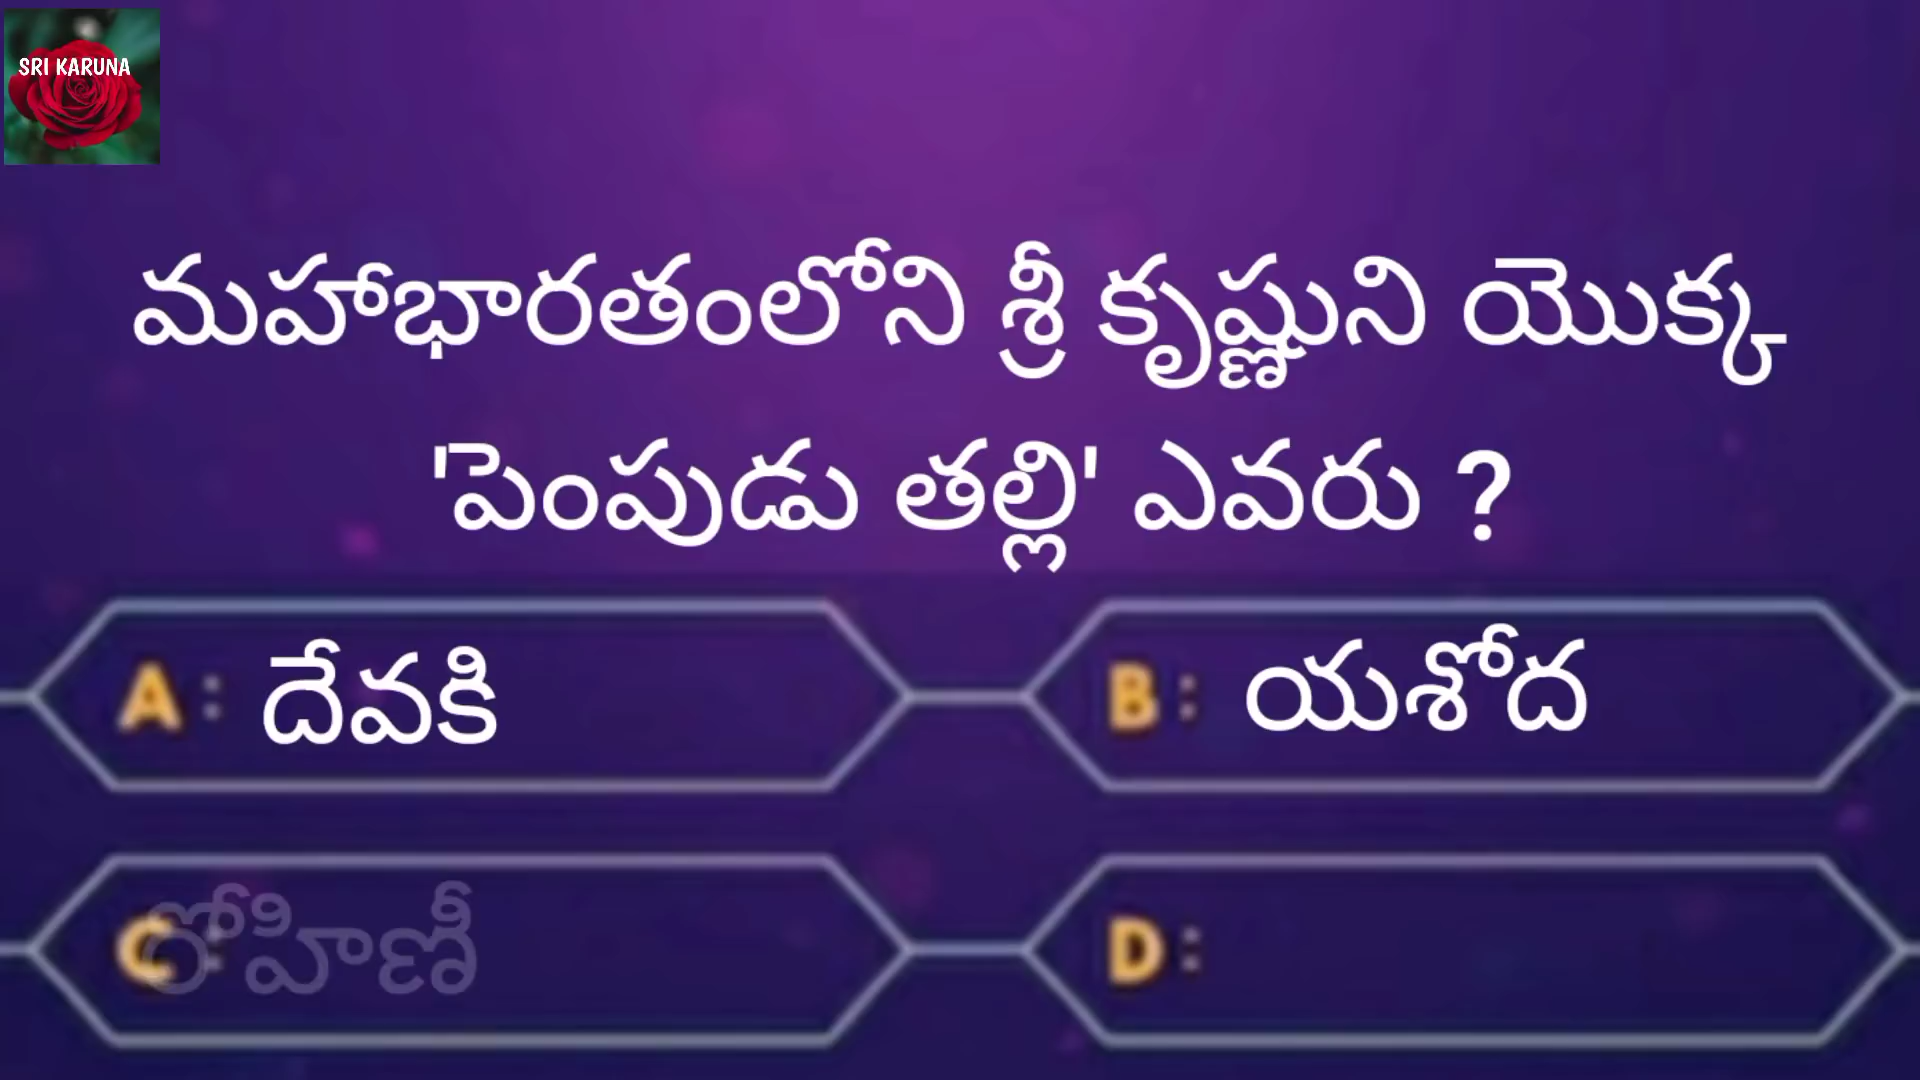 SRI KARUNA
మహాభారతంలోని శ్రీ కృష్ణుని యొక్క
'పెంపుడు తల్లి' ఎవరు ?
A : దేవకి
B : యశోద
C : రోహిణీ
D :